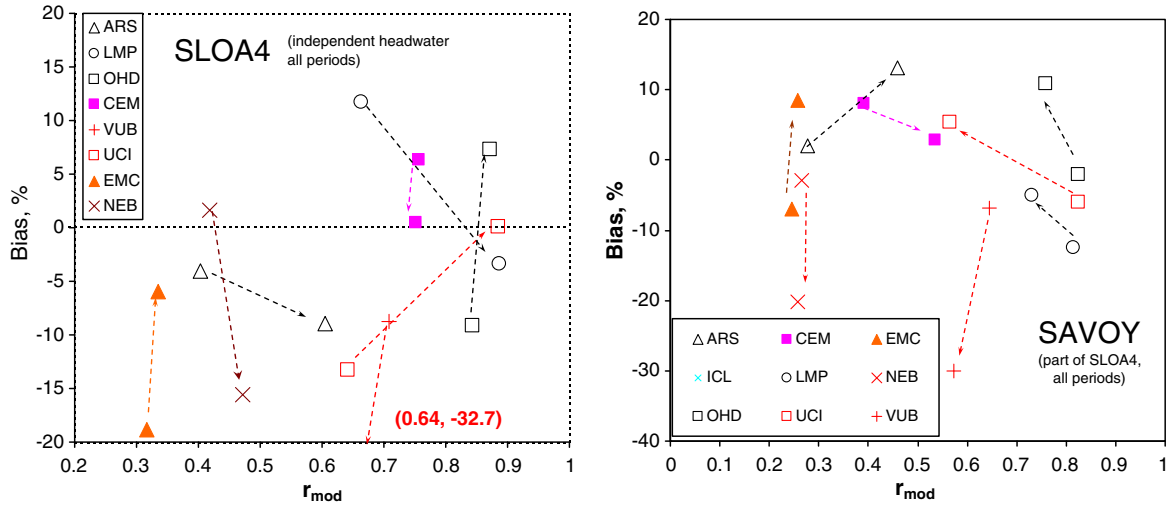 20
15
10
5
0
-5
-10
-15
-20
Bias, %
0.2 0.3 0.4 0.5 0.6 0.7 0.8 0.9 1
r mod
SLOA4
(independent headwater
all periods)
ARS
LMP
OHD
CEM
VUB
UCI
EMC
NEB
(0.64, -32.7)
20
10
0
-10
-20
-30
-40
Bias, %
0 0.1 0.2 0.3 0.4 0.5 0.6 0.7 0.8 0.9 1
r mod
ARS CEM EMC
ICL LMP NEB
OHD UCI VUB
SAVOY
(part of SLOA4,
all periods)